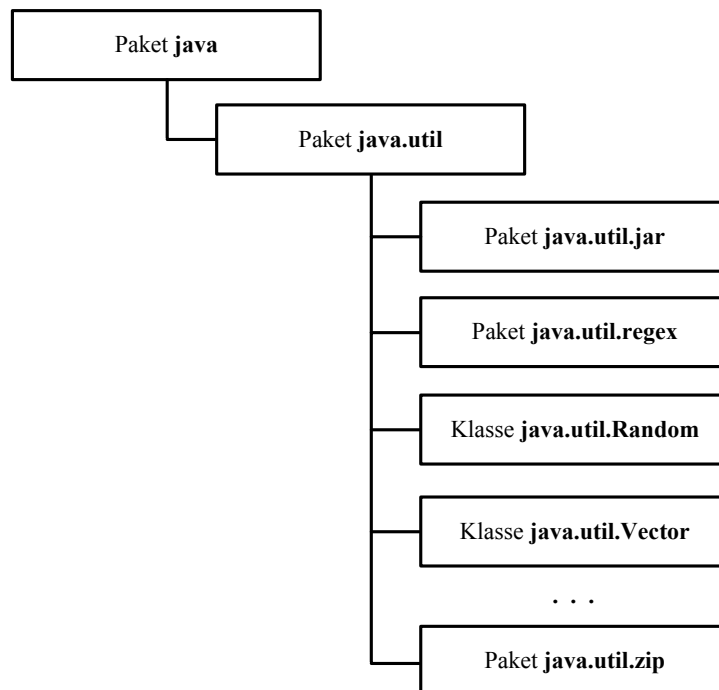 Paket java
Paket java.util
Paket java.util.jar
Paket java.util.regex
Klasse java.util.Random
Klasse java.util.Vector
. . .
Paket java.util.zip